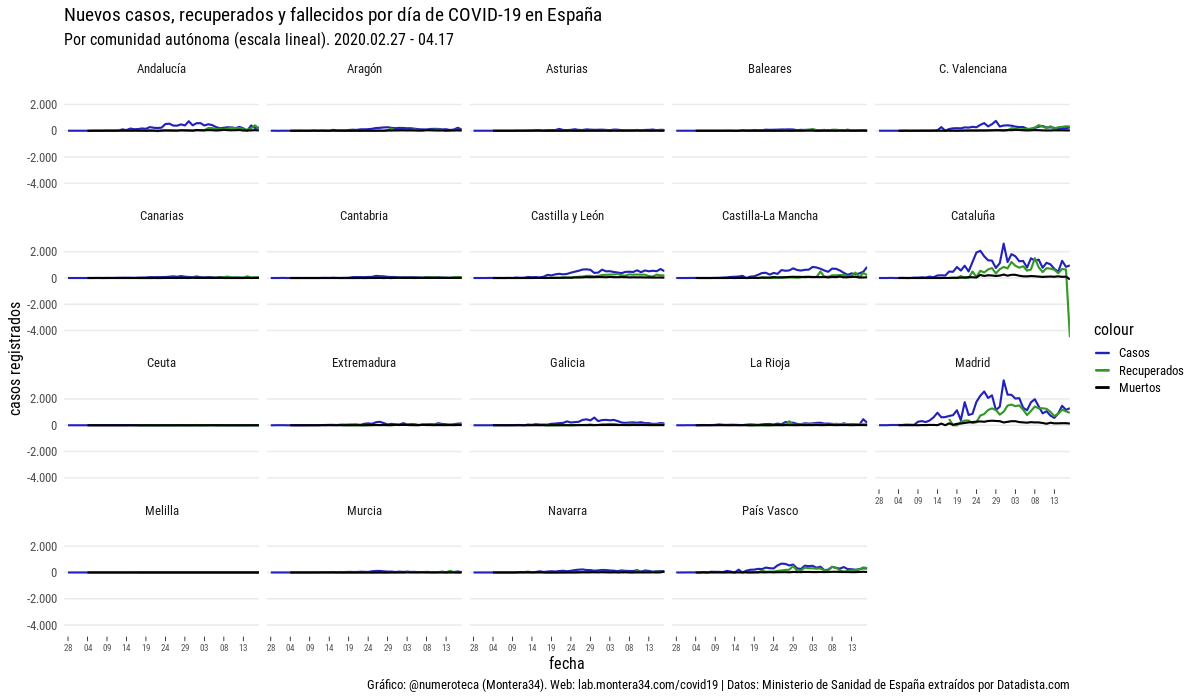 Nuevos casos, recuperados y fallecidos por día de COVID-19 en España
Por comunidad autónoma (escala lineal). 2020.02.27 - 04.17
Andalucía Aragón Asturias Baleares C. Valenciana
2.000
0
-2.000
-4.000
Canarias Cantabria Castilla y León Castilla-La Mancha Cataluña
2.000
0
-2.000
-4.000
casos registrados
colour
Casos
Recuperados
Muertos
Ceuta Extremadura Galicia La Rioja Madrid
2.000
0
-2.000
-4.000
28 04 09 14 19 24 29 03 08 13
Melilla Murcia Navarra País Vasco
2.000
0
-2.000
-4.000
28 04 09 14 19 24 29 03 08 13 28 04 09 14 19 24 29 03 08 13 28 04 09 14 19 24 29 03 08 13 28 04 09 14 19 24 29 03 08 13
fecha
Gráfico: @numeroteca (Montera34). Web: lab.montera34.com/covid19 | Datos: Ministerio de Sanidad de España extraídos por Datadista.com